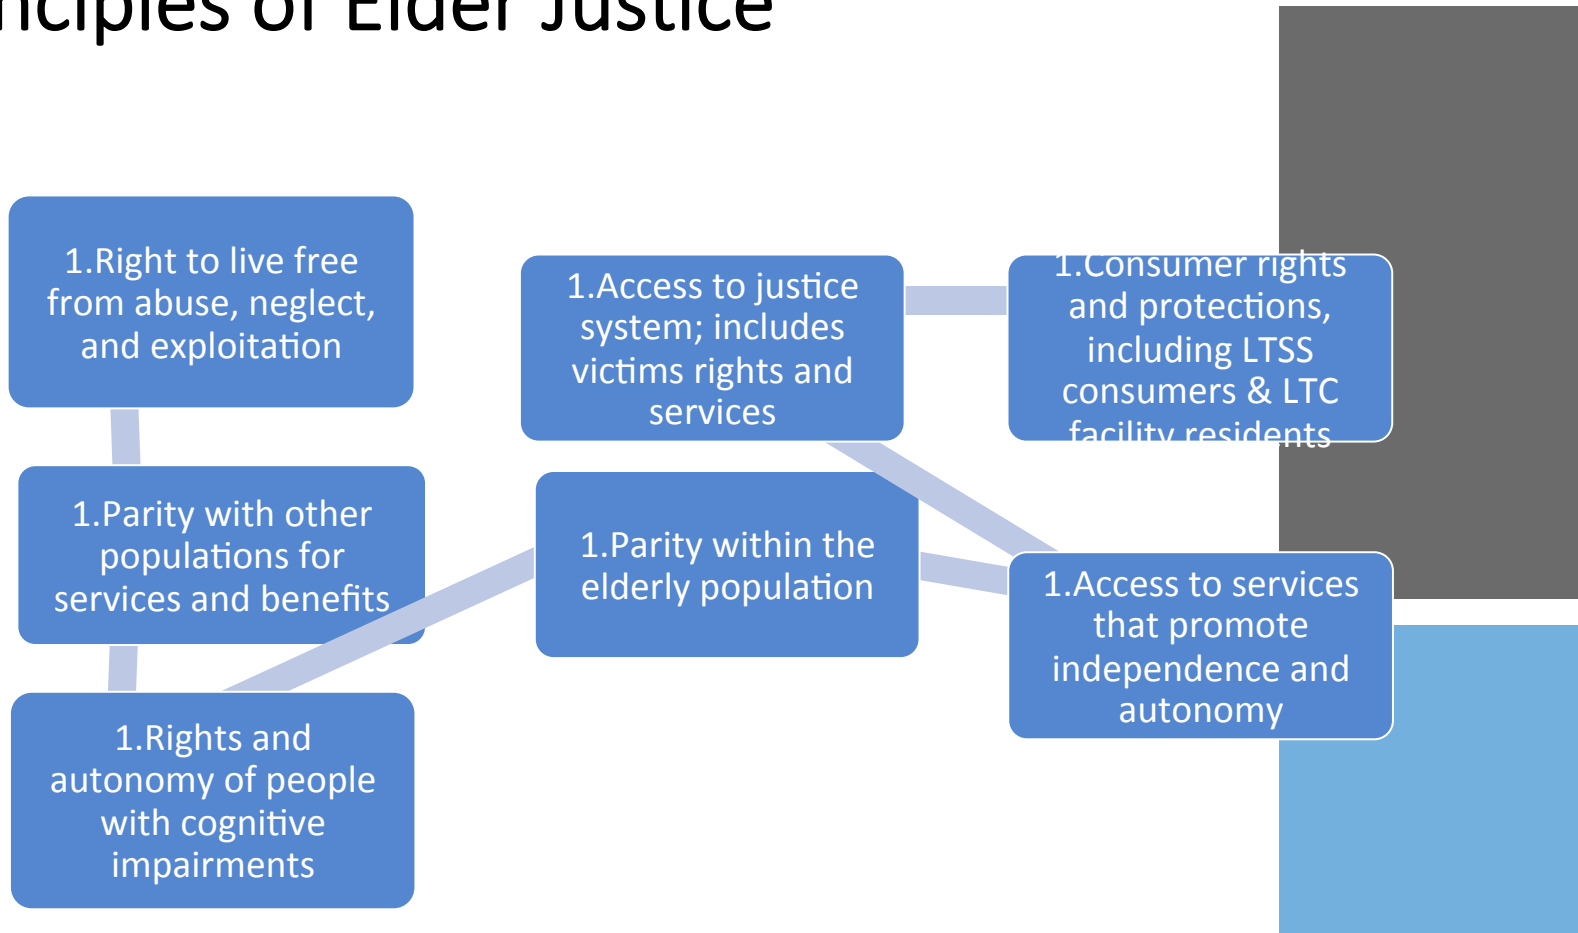 nciples of Elder Justice
1.Right to live free
from abuse, neglect,
and exploitation
1.Parity with other
populations for
services and benefits
1.Rights and
autonomy of people
with cognitive
impairments
1.Parity within the
elderly population
1.Access to services
that promote
independence and
autonomy
1.Access to justice
system; includes
victims rights and
services
1.Consumer rights
and protections,
including LTSS
consumers & LTC
facility residents